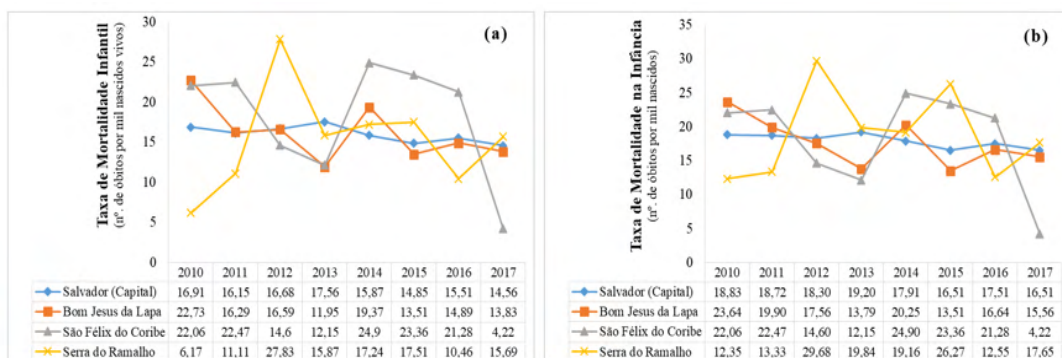 (a)
Taxa de Mortalidade Infantil
(nº. de óbitos por mil nascidos vivos)
30
25
20
15
10
5
0
2010 2011 2012 2013 2014 2015 2016 2017
Salvador (Capital) 16,91 16,15 16,68 17,56 15,87 14,85 15,51 14,56
Bom Jesus da Lapa 22,73 16,29 16,59 11,95 19,37 13,51 14,89 13,83
São Félix do Coribe 22,06 22,47 14,6 12,15 24,9 23,36 21,28 4,22
Serra do Ramalho 6,17 11,11 27,83 15,87 17,24 17,51 10,46 15,69
(b)
Taxa de Mortalidade na Infância
(nº. de óbitos por mil nascidos)
35
30
25
20
15
10
5
0
2010 2011 2012 2013 2014 2015 2016 2017
Salvador (Capital) 18,83 18,72 18,30 19,20 17,91 16,51 17,51 16,51
Bom Jesus da Lapa 23,64 19,90 17,56 13,79 20,25 13,51 16,64 15,56
São Félix do Coribe 22,06 22,47 14,60 12,15 24,90 23,36 21,28 4,22
Serra do Ramalho 12,35 13,33 29,68 19,84 19,16 26,27 12,55 17,65